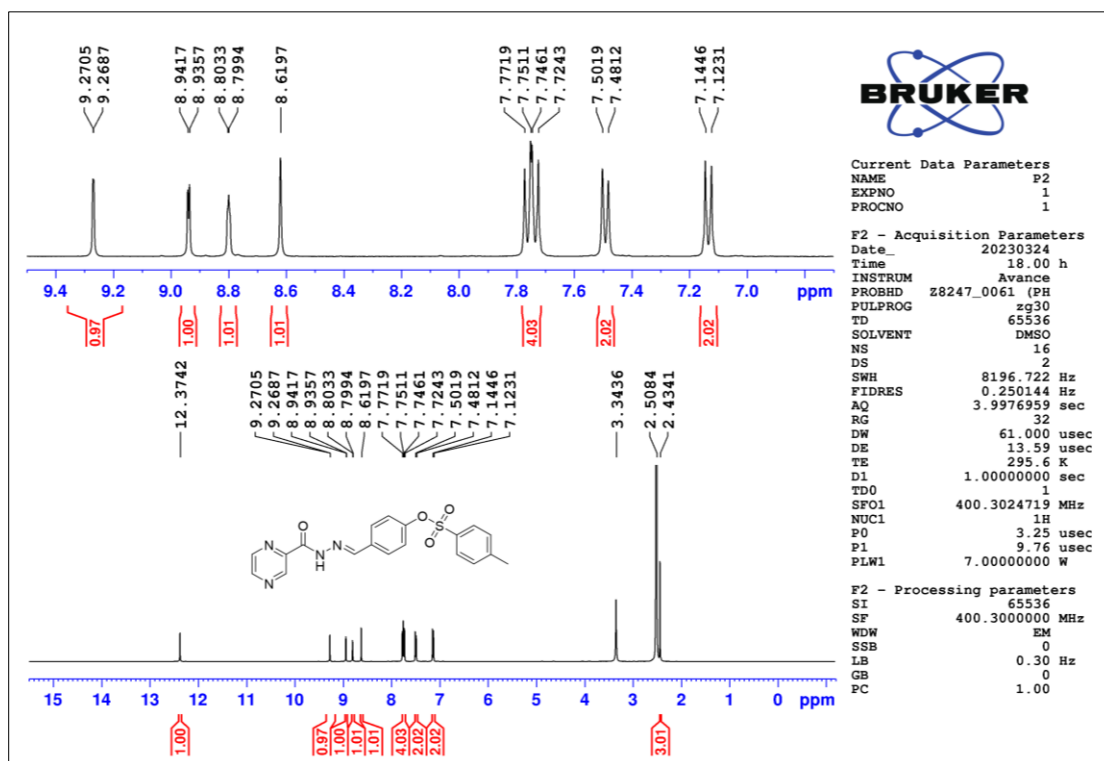 9.2705
9.2687
8.9417
8.9357
8.8033
8.7994
8.6197
7.7719
7.7511
7.7461
7.7243
7.5019
7.4812
7.1446
7.1231
9.4 9.2 9.0 8.8 8.6 8.4 8.2 8.0 7.8 7.6 7.4 7.2 7.0 ppm
0.97
1.00
1.01
1.01
4.03
2.02
2.02
12.3742
9.2705
9.2687
8.9417
8.9357
8.8033
8.7994
8.6197
7.7719
7.7511
7.7461
7.7243
7.5019
7.4812
7.1446
7.1231
3.3436
2.5084
2.4341
O
N
N
N
H
N
O
O
S
O
15 14 13 12 11 10 9 8 7 6 5 4 3 2 1 0 ppm
1.00
0.97
1.00
1.01
1.01
4.03
2.02
2.02
3.01
BRUKER
Current Data Parameters
NAME P2
EXPNO 1
PROCNO 1
F2 - Acquisition Parameters
Date_ 20230324
Time 18.00 h
INSTRUM Avance
PROBHD Z8247_0061 (PH
PULPROG zg30
TD 65536
SOLVENT DMSO
NS 16
DS 2
SWH 8196.722 Hz
FIDRES 0.250144 Hz
AQ 3.9976959 sec
RG 32
DW 61.000 usec
DE 13.59 usec
TE 295.6 K
D1 1.00000000 sec
TD0 1
SFO1 400.3024719 MHz
NUC1 1H
P0 3.25 usec
P1 9.76 usec
PLW1 7.00000000 W
F2 - Processing parameters
SI 65536
SF 400.3000000 MHz
WDW EM
SSB 0
LB 0.30 Hz
GB 0
PC 1.00